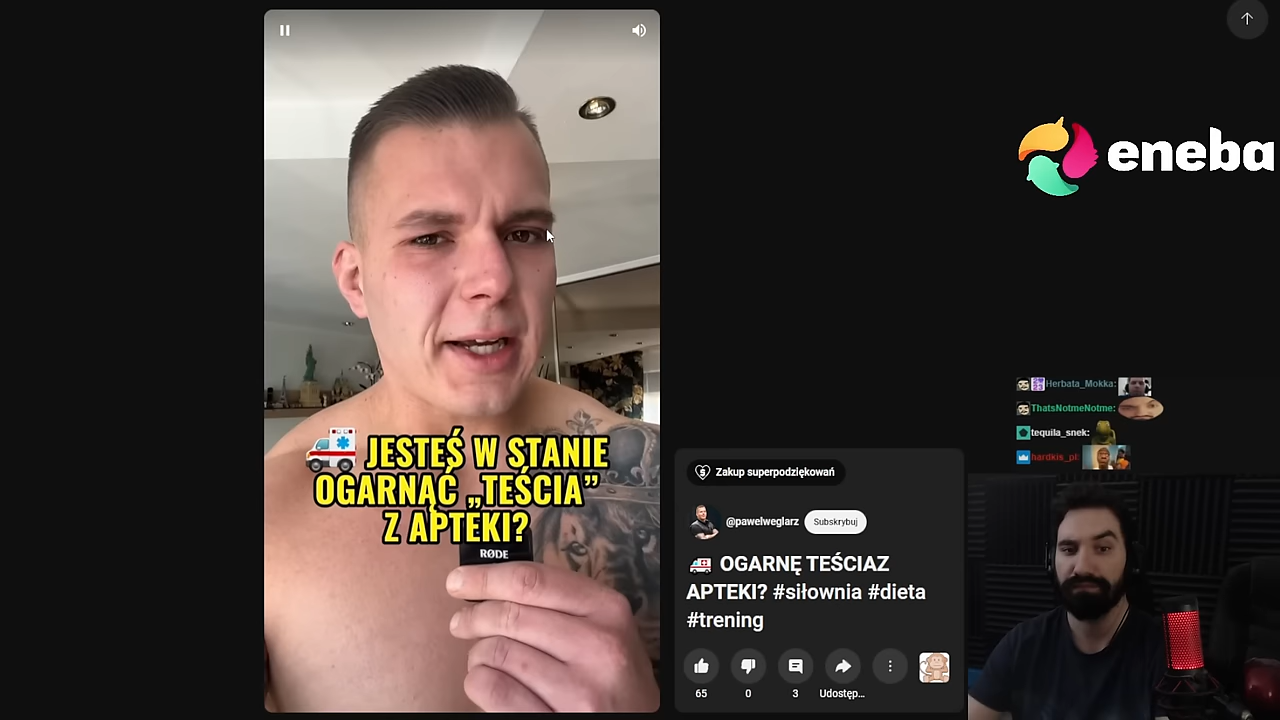 JESTEŚ W STANIE
OGARNĄĆ „TEŚCIA”
Z APTEKI?
RØDE
eneba
Herbata_Mokka:
ThatsNotmeNotme:
tequila_snek:
hardkis_pl:
Zakup superpodziękowań
@pawelweglarz
Subskrybuj
OGARNĘ TEŚCIAZ
APTEKI? #siłownia #dieta
#trening
65
0
3
Udostęp...